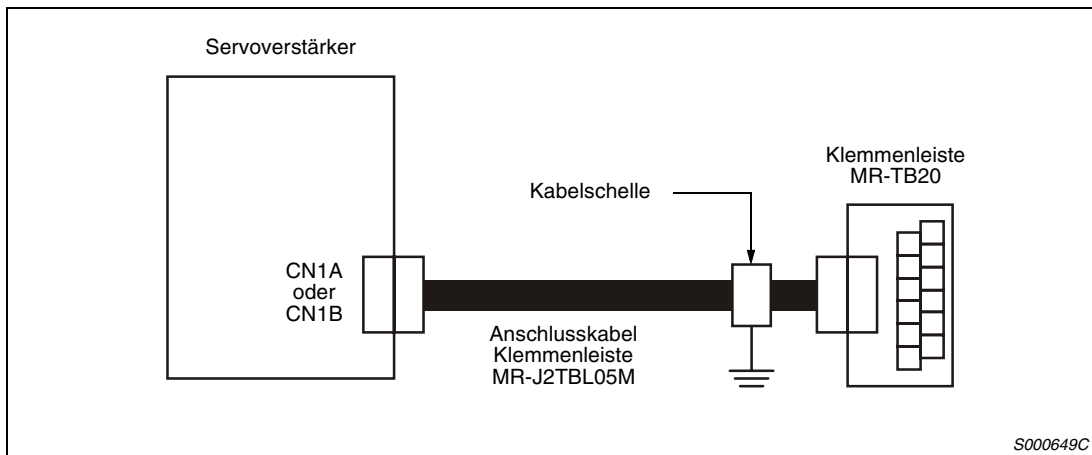 Servoverstärker
Klemmenleiste
MR-TB20
Kabelschelle
CN1A
oder
CN1B
Anschlusskabel
Klemmenleiste
MR-J2TBL05M
S000649C